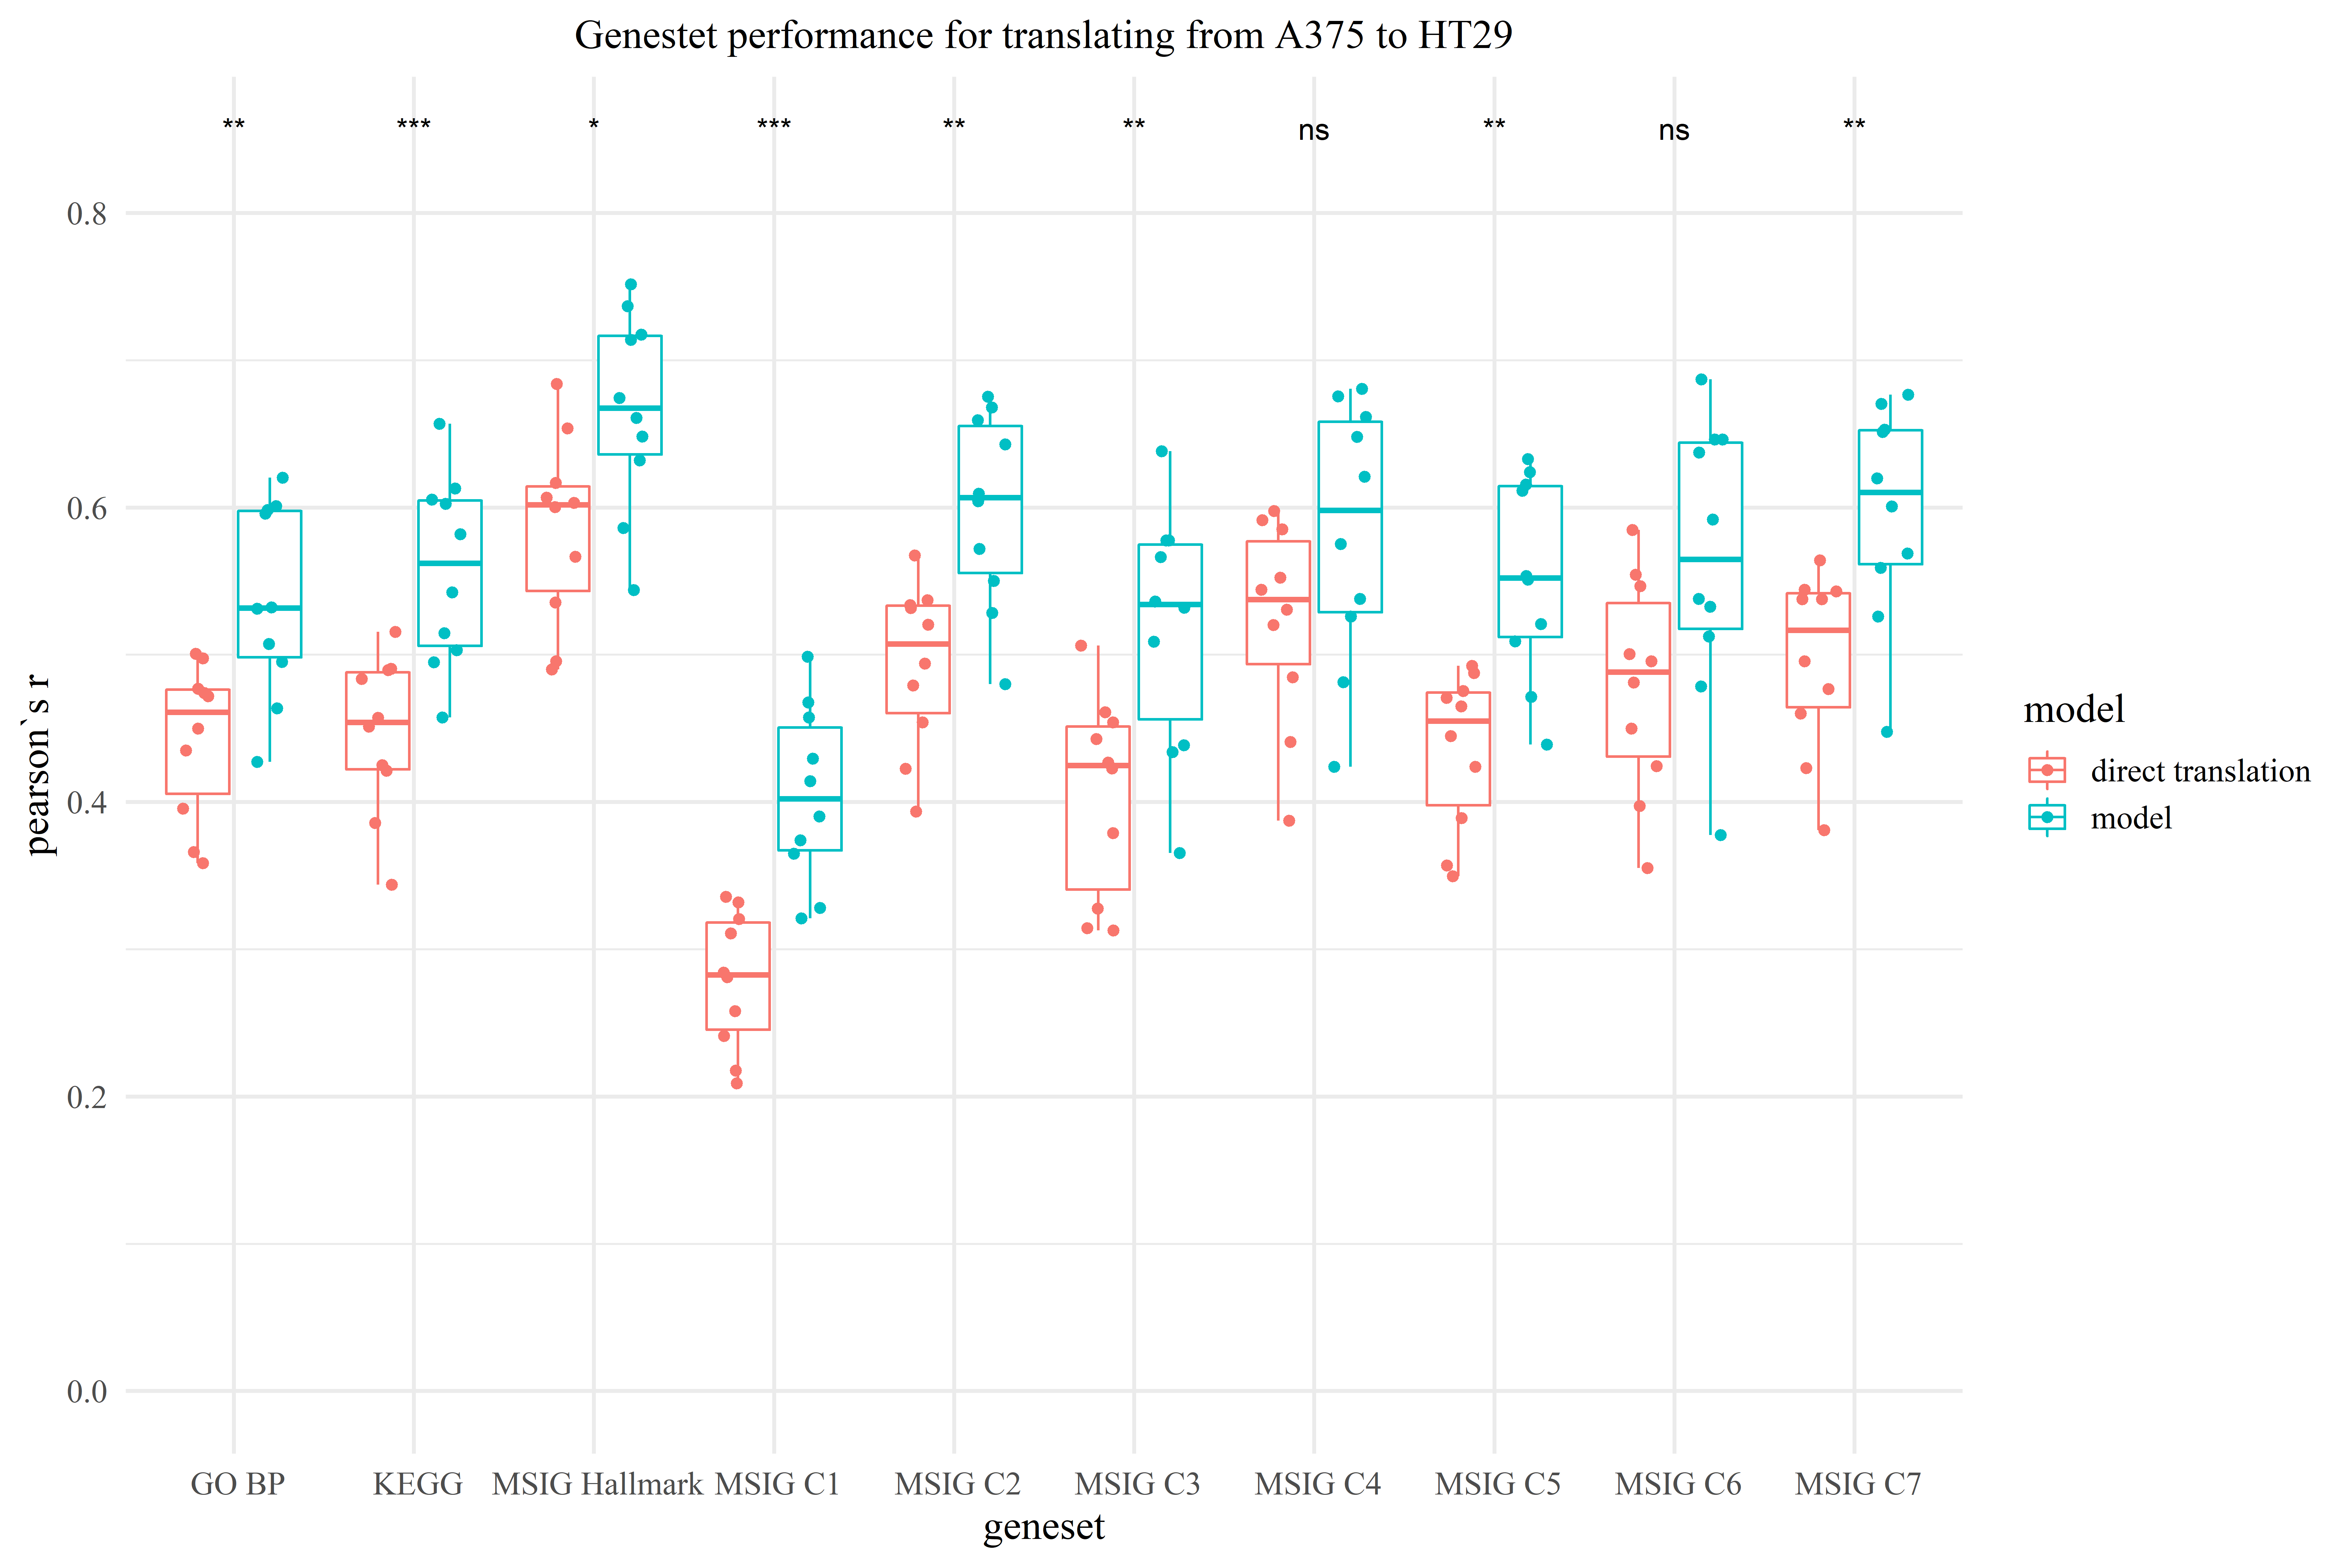 Genestet performance for translating from A375 to HT29
** *** * *** ** ** ns ** ns **
0.8
0.6
0.4
0.2
0.0
pearson`s r
GO BP KEGG MSIG Hallmark MSIG C1 MSIG C2 MSIG C3 MSIG C4 MSIG C5 MSIG C6 MSIG C7
geneset
model
direct translation
model